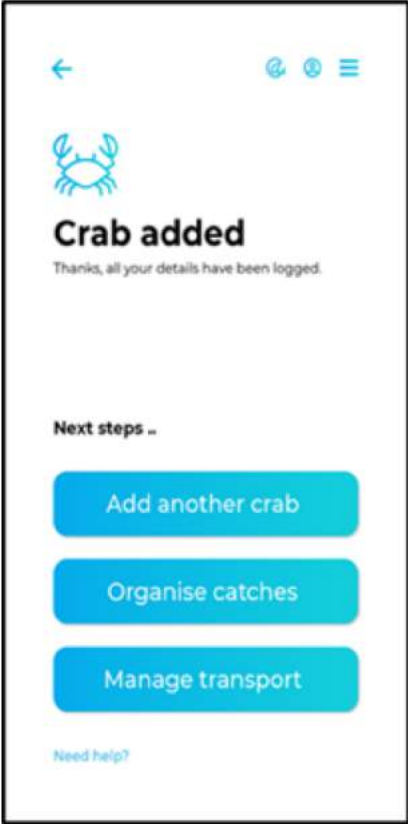 Crab added
Thanks, all your details have been logged.
Next steps ..
Add another crab
Organise catches
Manage transport
Need help?